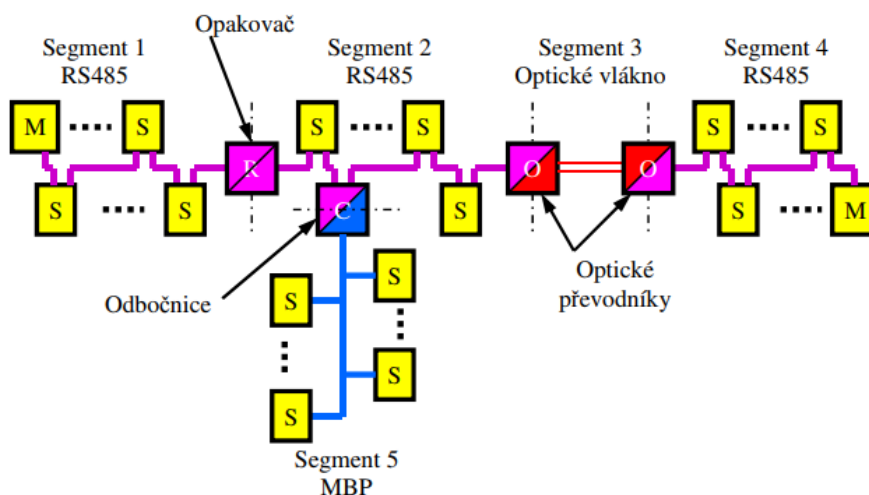 Opakovač
Segment 1
RS485
Segment 2
RS485
Segment 3
Optické vlákno
Segment 4
RS485
M
S
S
S
S
S
S
M
S
S
R
S
O
O
C
S
Odbočnice
Optické
převodníky
S
S
S
S
Segment 5
MBP